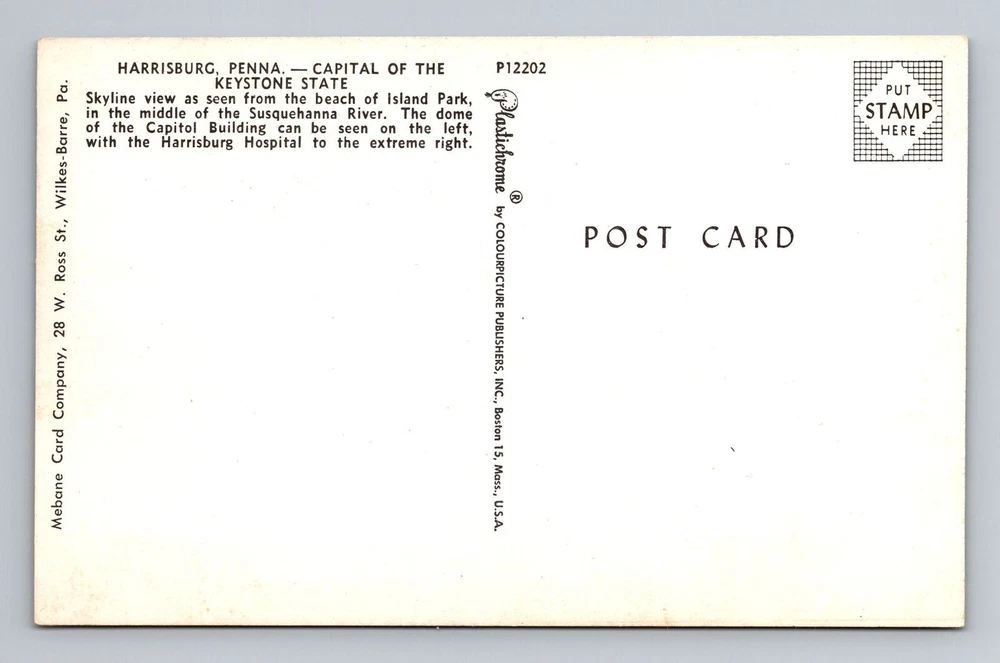 HARRISBURG, PENNA. — CAPITAL OF THE
KEYSTONE STATE
Skyline view as seen from the beach of Island Park,
in the middle of the Susquehanna River. The dome
of the Capitol Building can be seen on the left,
with the Harrisburg Hospital to the extreme right.
Mebane Card Company, 28 W. Ross St., Wilkes-Barre, Pa.
P12202
Plastichrome ® by COLOURPICTURE PUBLISHERS, INC., Boston 15, Mass., U.S.A.
PUT
STAMP
HERE
POST CARD